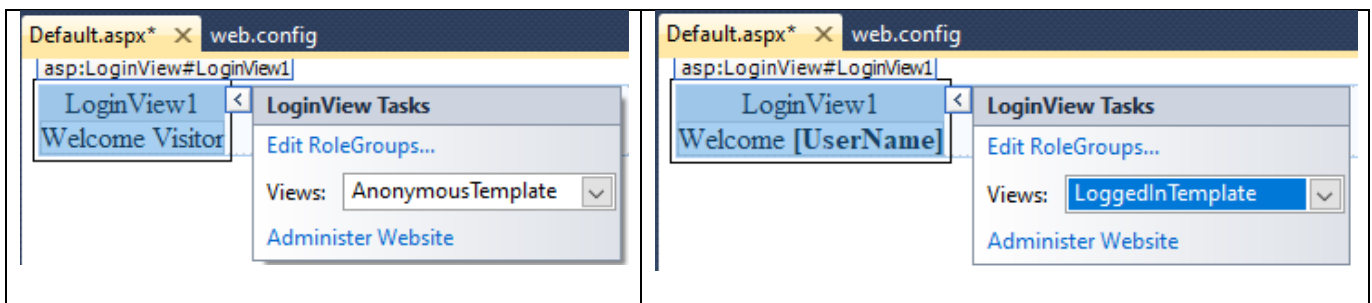 Default.aspx* × web.config
asp:LoginView#LoginView1
LoginView1
Welcome Visitor
< LoginView Tasks
Edit RoleGroups...
Views: AnonymousTemplate
Administer Website
Default.aspx* × web.config
asp:LoginView#LoginView1
LoginView1
Welcome [UserName]
< LoginView Tasks
Edit RoleGroups...
Views: LoggedInTemplate
Administer Website